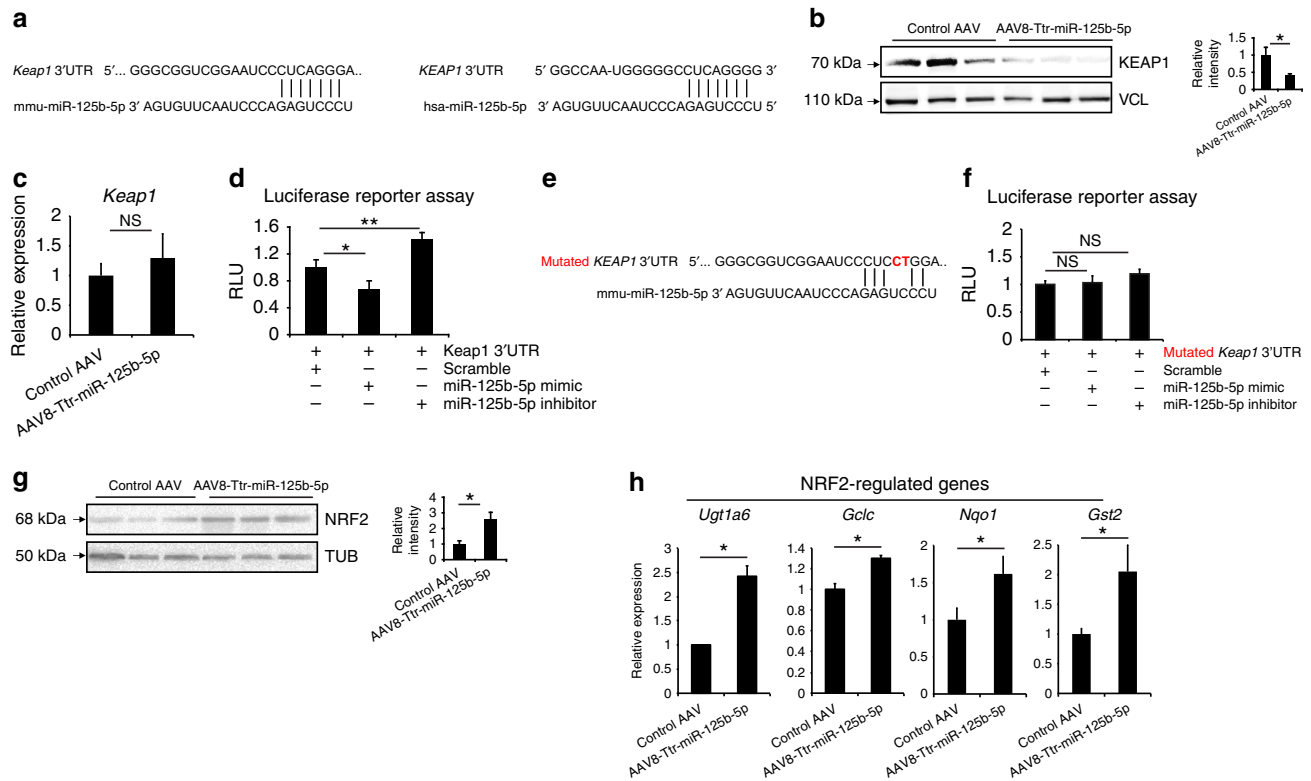 a
Keap1 3′UTR 5′... GGGCGGUCGGAAUCCCUCAGGGA..
mmu-miR-125b-5p 3′ AGUGUUCAAUCCCAGAGUCCCU
KEAP1 3′UTR 5′ GGCCAA-UGGGGGCCUCAGGGG 3′
hsa-miR-125b-5p 3′ AGUGUUCAAUCCCAGAGUCCCU 5′
b
Control AAV AAV8-Ttr-miR-125b-5p
70 kDa KEAP1
110 kDa VCL
Relative intensity
1.5
1
0.5
0
*
Control AAV
AAV8-Ttr-miR-125b-5p
c
Keap1
Relative expression
2
1.5
1
0.5
0
NS
Control AAV
AAV8-Ttr-miR-125b-5p
d
Luciferase reporter assay
RLU
1.6
1.2
0.8
0.4
0
**
*
+ + + Keap1 3′UTR
+ – – Scramble
– + – miR-125b-5p mimic
– – + miR-125b-5p inhibitor
e
Mutated KEAP1 3′UTR 5′... GGGCGGUCGGAAUCCCUCCTGGA..
mmu-miR-125b-5p 3′ AGUGUUCAAUCCCAGAGUCCCU
f
Luciferase reporter assay
RLU
2
1.5
1
0.5
0
NS
NS
+ + + Mutated Keap1 3′UTR
+ – – Scramble
– + – miR-125b-5p mimic
– – + miR-125b-5p inhibitor
g
Control AAV AAV8-Ttr-miR-125b-5p
68 kDa NRF2
50 kDa TUB
Relative
intensity
4
3
2
1
0
*
Control AAV
AAV8-Ttr-miR-125b-5p
h
NRF2-regulated genes
Ugt1a6 Gclc Nqo1 Gst2
Relative expression
3
2.5
2
1.5
1
0.5
0
*
Control AAV
AAV8-Ttr-miR-125b-5p
1.4
1.2
1
0.8
0.6
0.4
0.2
0
*
Control AAV
AAV8-Ttr-miR-125b-5p
2
1.5
1
0.5
0
*
Control AAV
AAV8-Ttr-miR-125b-5p
2.5
2
1.5
1
0.5
0
*
Control AAV
AAV8-Ttr-miR-125b-5p